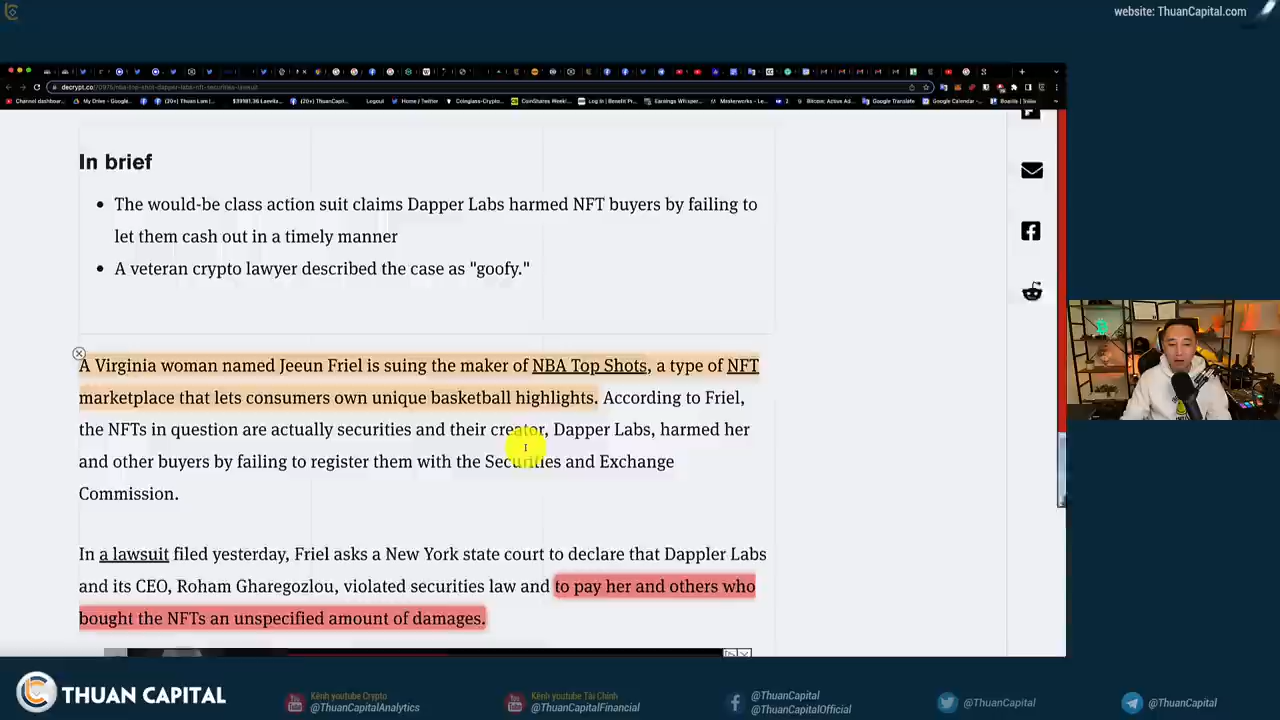 website: ThuanCapital.com
In brief
The would-be class action suit claims Dapper Labs harmed NFT buyers by failing to
let them cash out in a timely manner
A veteran crypto lawyer described the case as "goofy."
A Virginia woman named Jeeun Friel is suing the maker of NBA Top Shots, a type of NFT
marketplace that lets consumers own unique basketball highlights. According to Friel,
the NFTs in question are actually securities and their creator, Dapper Labs, harmed her
and other buyers by failing to register them with the Securities and Exchange
Commission.
In a lawsuit filed yesterday, Friel asks a New York state court to declare that Dappler Labs
and its CEO, Roham Gharegozlou, violated securities law and to pay her and others who
bought the NFTs an unspecified amount of damages.
THUAN CAPITAL
Kênh youtube Crypto
@ThuanCapitalAnalytics
Kênh youtube Tài Chính
@ThuanCapitalFinancial
@ThuanCapital
@ThuanCapitalOfficial
@ThuanCapital
@ThuanCapital